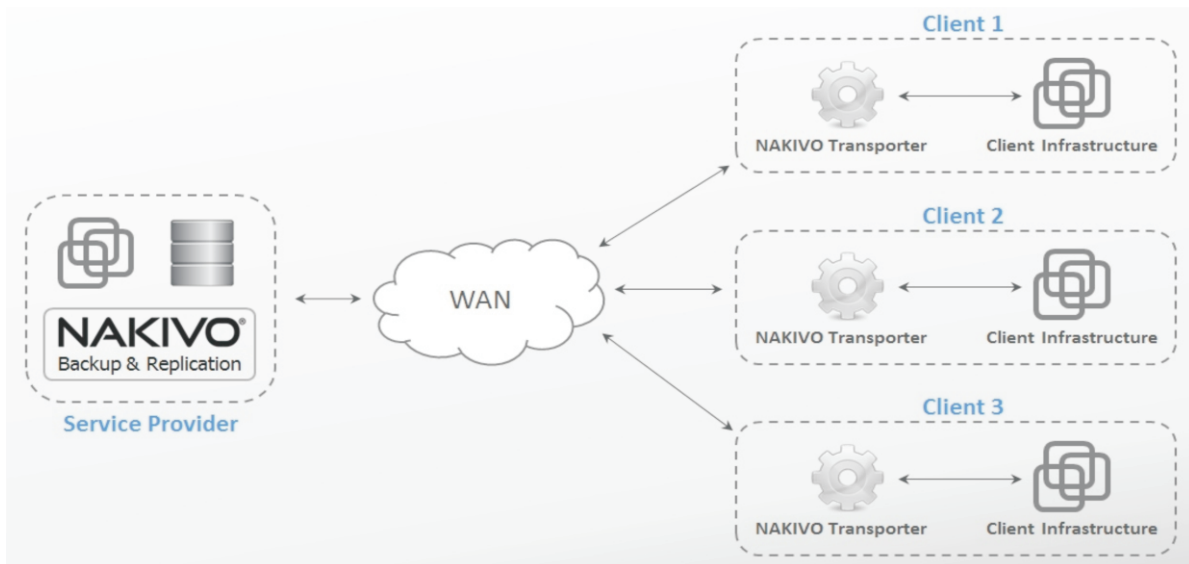 Client 1
NAKIVO Transporter
Client Infrastructure
Client 2
NAKIVO Transporter
Client Infrastructure
NAKIVO®
Backup & Replication
Service Provider
WAN
Client 3
NAKIVO Transporter
Client Infrastructure